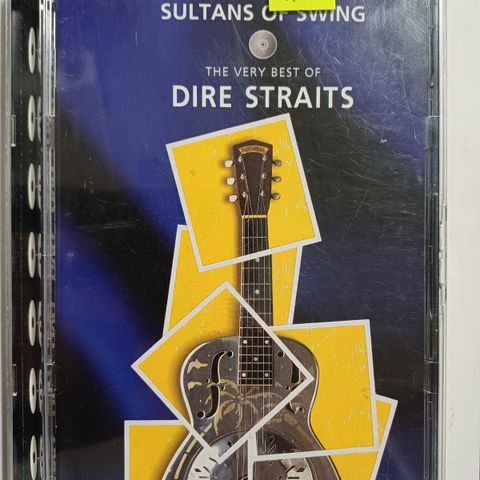 SULTANS OF SWING
THE VERY BEST OF
DIRE STRAITS